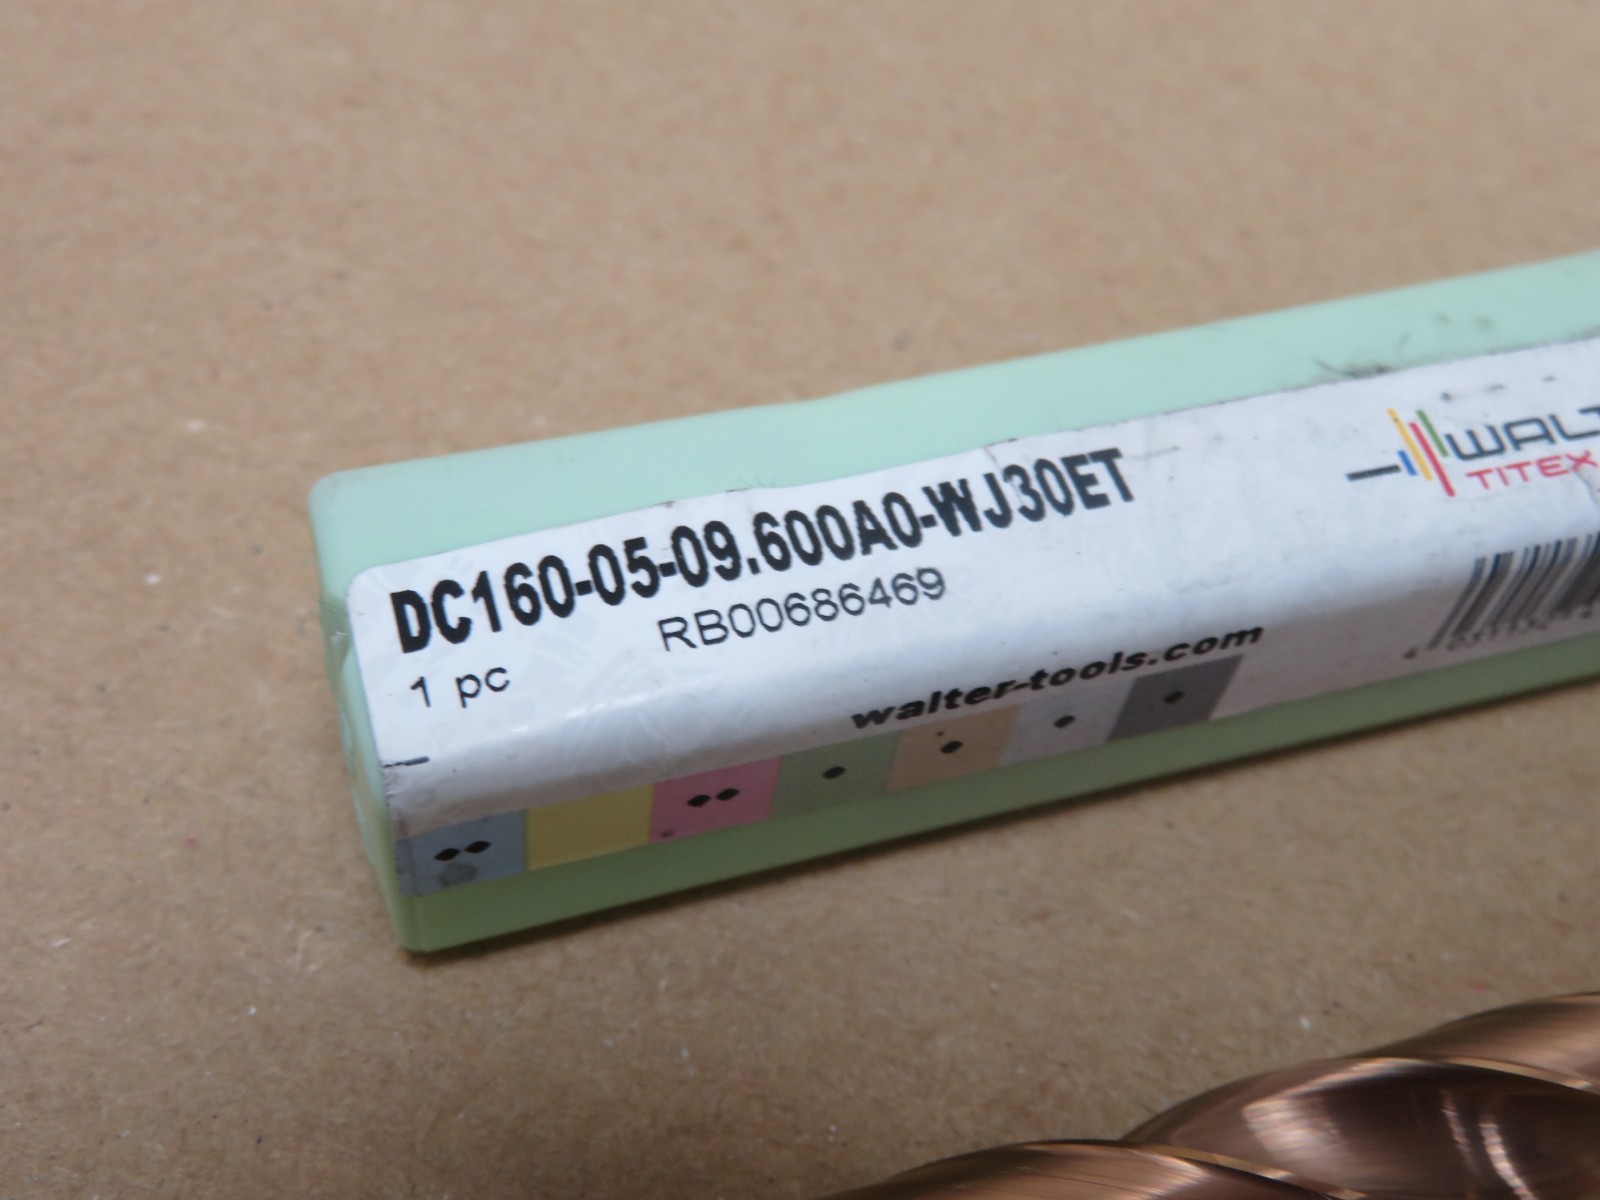 DC160-05-09.600A0-WJ30ET
RB00686469
1 pc
TITEX
walter-tools.com